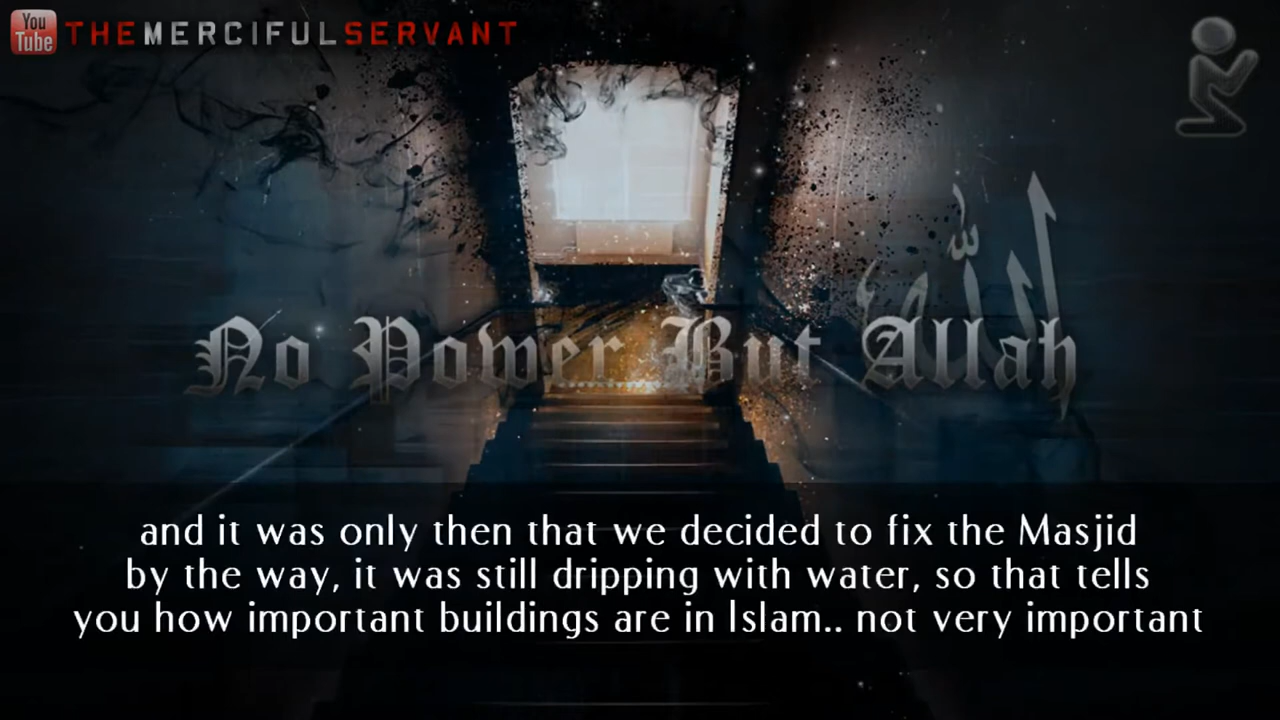 You
Tube
THEMERCIFULSERVANT
الله
No Power But Allah
and it was only then that we decided to fix the Masjid
by the way, it was still dripping with water, so that tells
you how important buildings are in Islam.. not very important